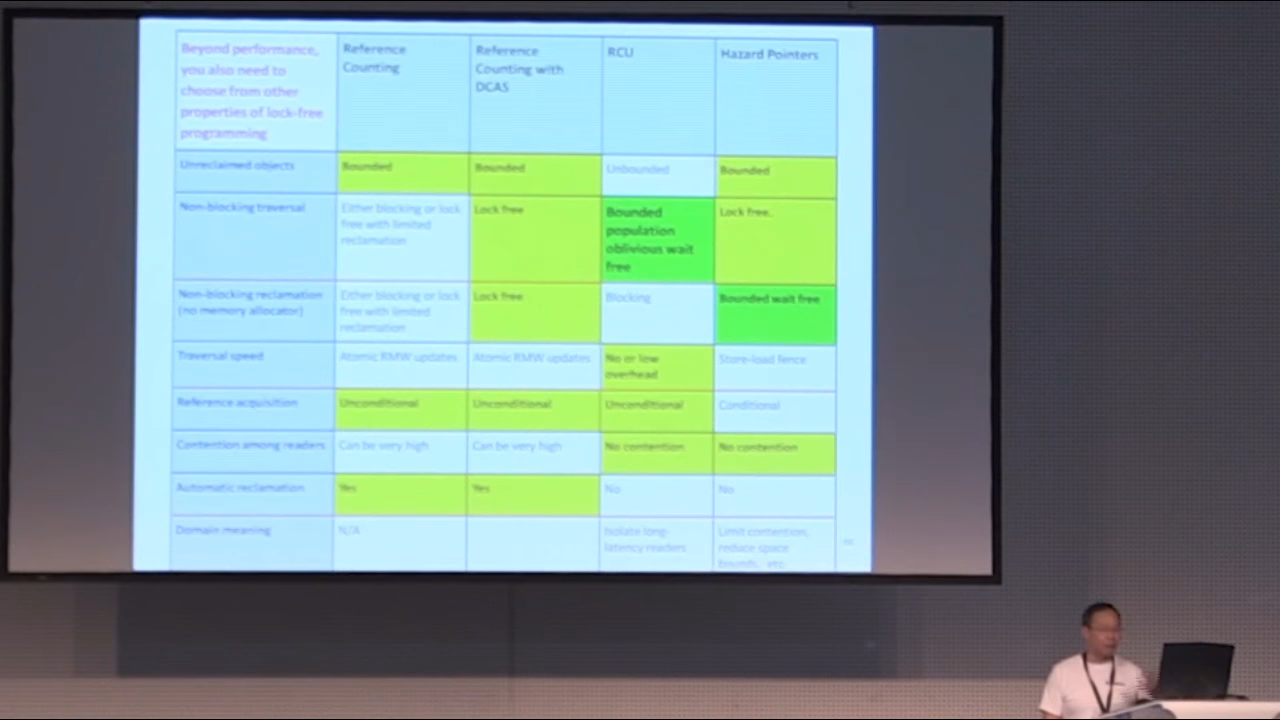 Beyond performance,
you also need to
choose from other
properties of lock-free
programming
Reference
Counting
Reference
Counting with
DCAS
RCU
Hazard Pointers
Unreclaimed objects
Bounded
Bounded
Unbounded
Bounded
Non-blocking traversal
Either blocking or lock
free with limited
reclamation
Lock free
Bounded
population
oblivious wait
free
Lock free.
Non-blocking reclamation
(no memory allocator)
Either blocking or lock
free with limited
reclamation
Lock free
Blocking
Bounded wait free
Traversal speed
Atomic RMW updates
Atomic RMW updates
No or low
overhead
Store-load fence
Reference acquisition
Unconditional
Unconditional
Unconditional
Conditional
Contention among readers
Can be very high
Can be very high
No contention
No contention
Automatic reclamation
Yes
Yes
No
No
Domain meaning
N/A
Isolate long-
latency readers
Limit contention,
reduce space
bounds, etc.